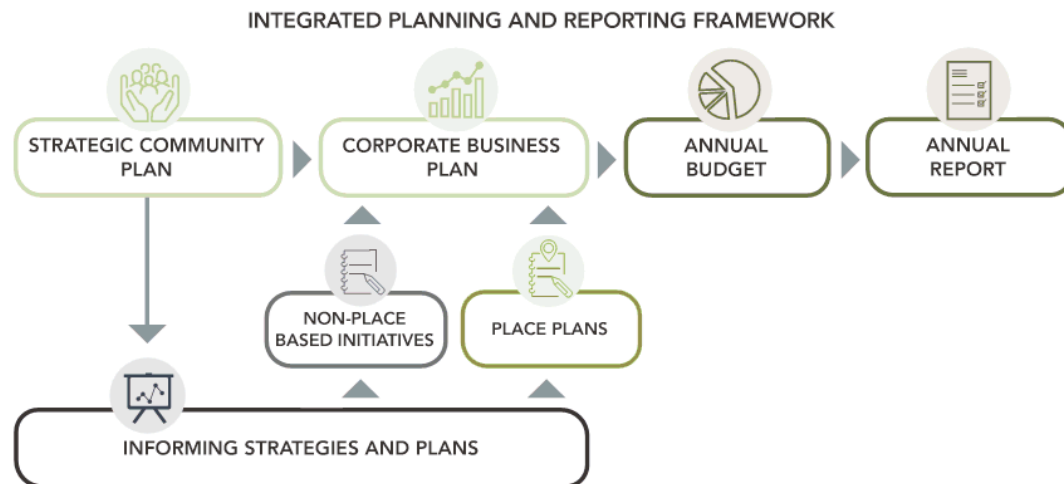 INTEGRATED PLANNING AND REPORTING FRAMEWORK
STRATEGIC COMMUNITY
PLAN
CORPORATE BUSINESS
PLAN
ANNUAL
BUDGET
ANNUAL
REPORT
NON-PLACE
BASED INITIATIVES
PLACE PLANS
INFORMING STRATEGIES AND PLANS